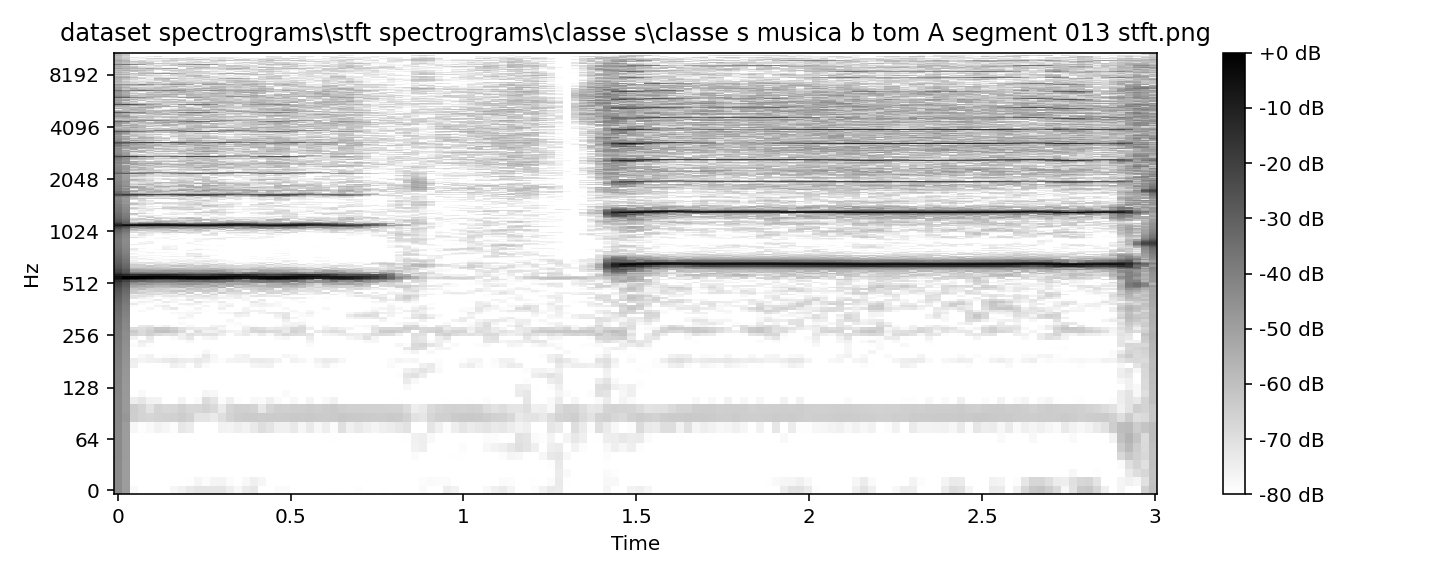 dataset spectrograms\stft spectrograms\classe s\classe s musica b tom A segment 013 stft.png
Hz
8192
4096
2048
1024
512
256
128
64
0
0
0.5
1
1.5
2
2.5
3
Time
+0 dB
-10 dB
-20 dB
-30 dB
-40 dB
-50 dB
-60 dB
-70 dB
-80 dB